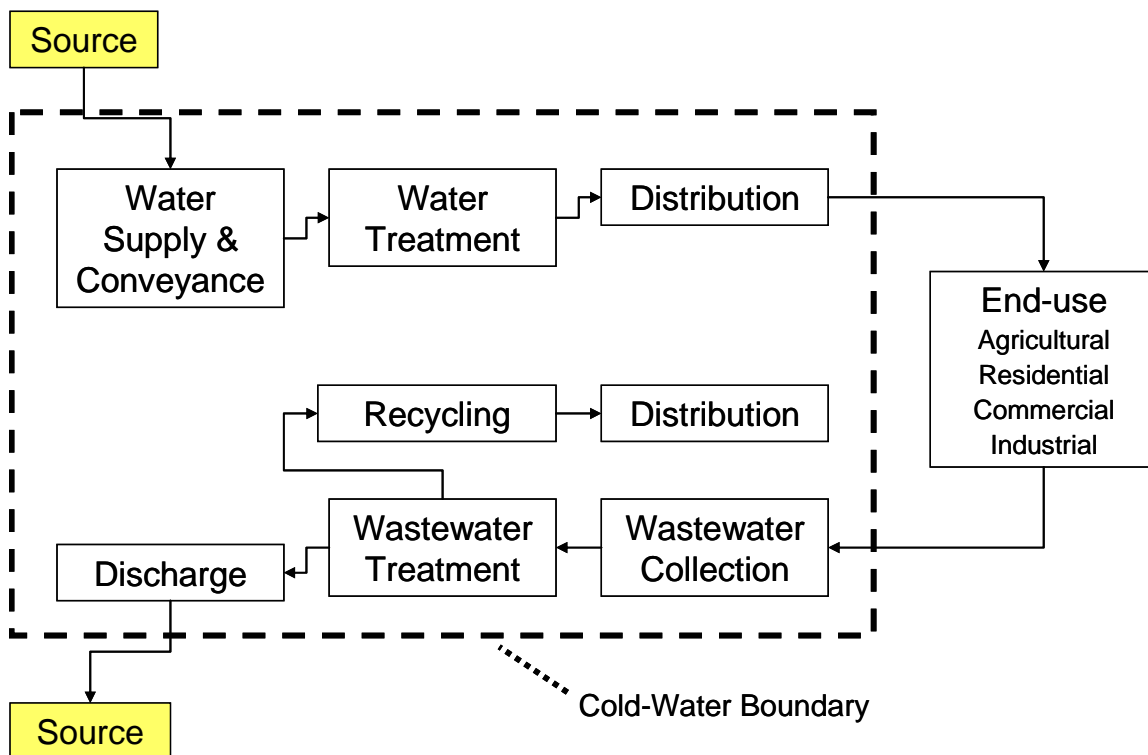 Source
Water
Supply &
Conveyance
Water
Treatment
Distribution
End-use
Agricultural
Residential
Commercial
Industrial
Recycling
Distribution
Wastewater
Treatment
Wastewater
Collection
Discharge
Source
Cold-Water Boundary